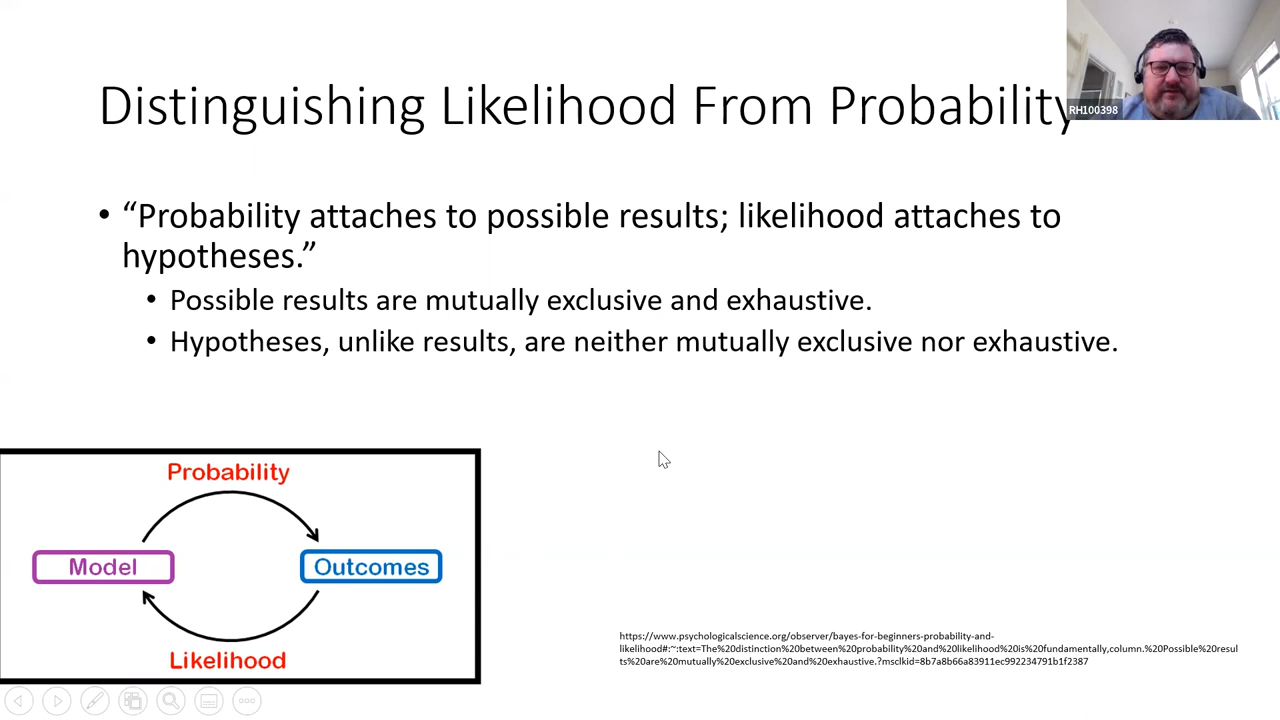 Distinguishing Likelihood From Probability
RH100398
• “Probability attaches to possible results; likelihood attaches to
hypotheses.”
• Possible results are mutually exclusive and exhaustive.
• Hypotheses, unlike results, are neither mutually exclusive nor exhaustive.
Probability
Model
Outcomes
Likelihood
https://www.psychologicalscience.org/observer/bayes-for-beginners-probability-and-
likelihood#:~:text=The%20distinction%20between%20probability%20and%20likelihood%20is%20fundamentally,column.%20Possible%20resul
ts%20are%20mutually%20exclusive%20and%20exhaustive.?msclkid=8b7a8b66a83911ec992234791b1f2387